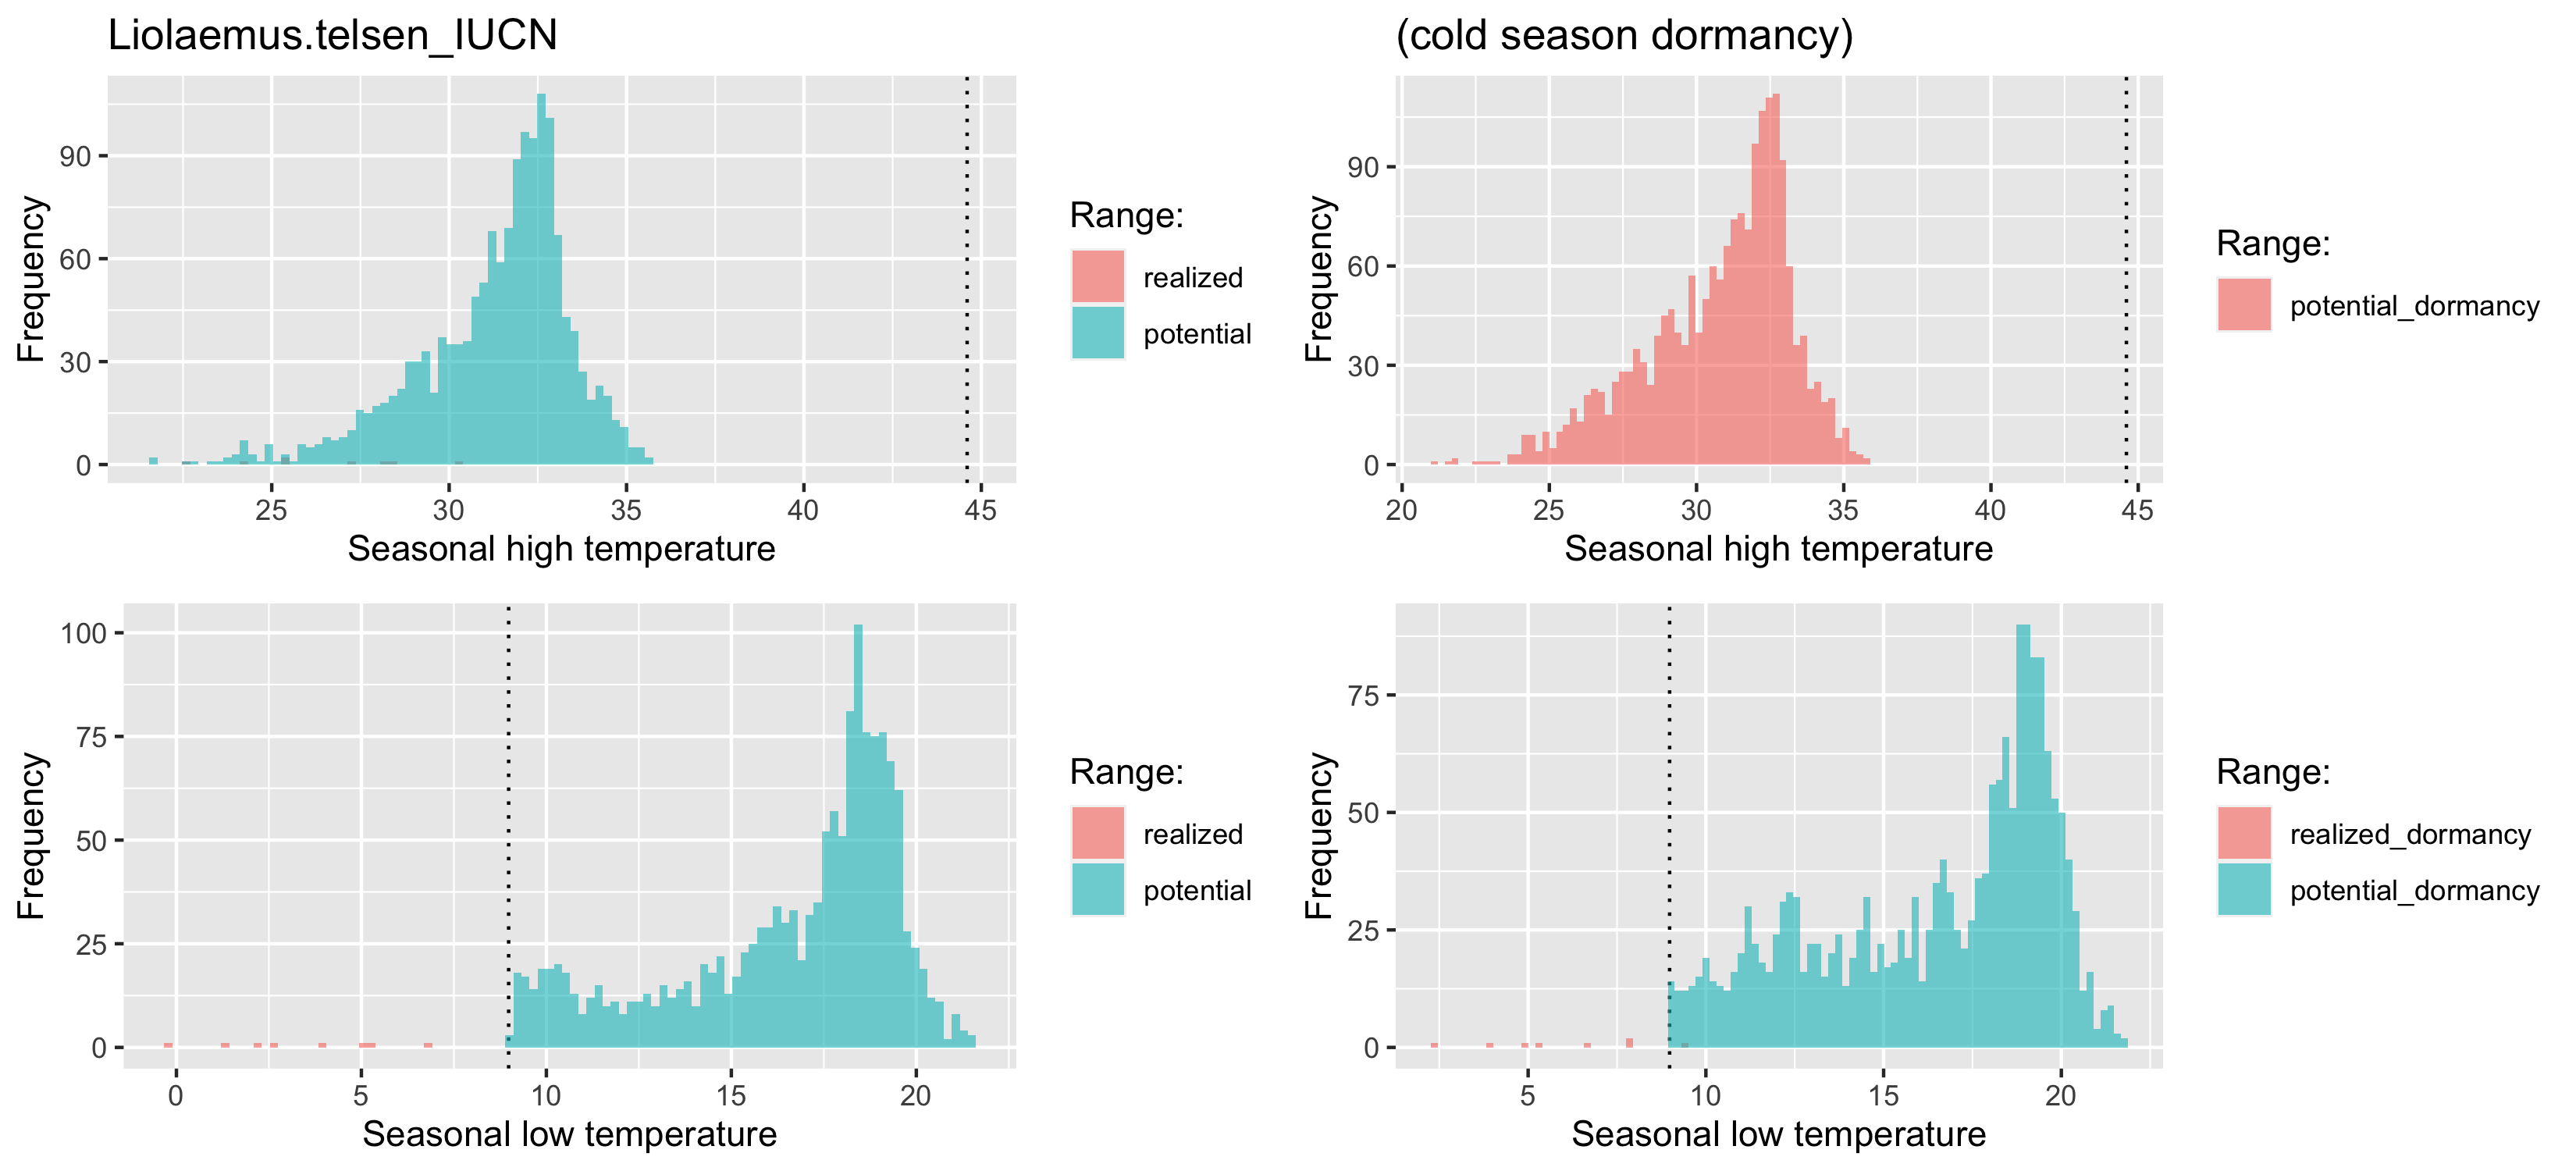 Liolaemus.telsen_IUCN
Frequency
90
60
30
0
25 30 35 40 45
Seasonal high temperature
Range:
realized
potential
(cold season dormancy)
Frequency
90
60
30
0
20 25 30 35 40 45
Seasonal high temperature
Range:
potential_dormancy
Frequency
100
75
50
25
0
0 5 10 15 20
Seasonal low temperature
Range:
realized
potential
Frequency
75
50
25
0
5 10 15 20
Seasonal low temperature
Range:
realized_dormancy
potential_dormancy